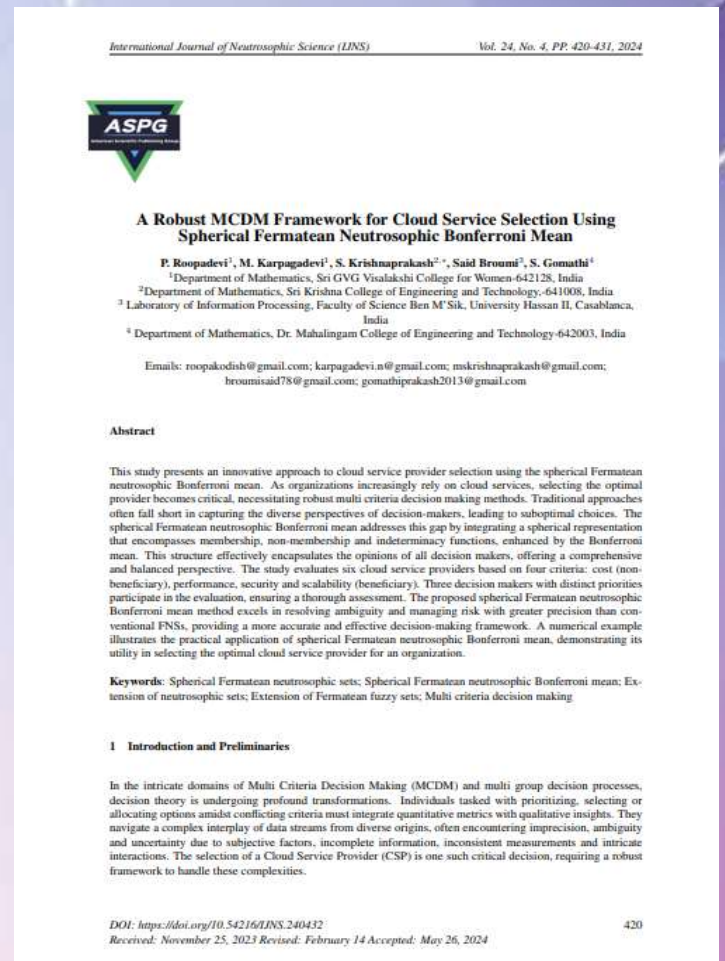 International Journal of Neutrosophic Science (IJNS) Vol. 24, No. 4, PP. 420-431, 2024
ASPG
American Scientific Publishing Group
A Robust MCDM Framework for Cloud Service Selection Using
Spherical Fermatean Neutrosophic Bonferroni Mean
P. Roopadevi¹, M. Karpagadevi¹, S. Krishnaprakash²,*, Said Broumi³, S. Gomathi⁴
¹Department of Mathematics, Sri GVG Visalakshi College for Women-642128, India
²Department of Mathematics, Sri Krishna College of Engineering and Technology,-641008, India
³ Laboratory of Information Processing, Faculty of Science Ben M'Sik, University Hassan II, Casablanca,
India
⁴ Department of Mathematics, Dr. Mahalingam College of Engineering and Technology-642003, India
Emails: roopakodish@gmail.com; karpagadevi.n@gmail.com; mskrishnaprakash@gmail.com;
broumisaid78@gmail.com; gomathiprakash2013@gmail.com
Abstract
This study presents an innovative approach to cloud service provider selection using the spherical Fermatean
neutrosophic Bonferroni mean. As organizations increasingly rely on cloud services, selecting the optimal
provider becomes critical, necessitating robust multi criteria decision making methods. Traditional approaches
often fall short in capturing the diverse perspectives of decision-makers, leading to suboptimal choices. The
spherical Fermatean neutrosophic Bonferroni mean addresses this gap by integrating a spherical representation
that encompasses membership, non-membership and indeterminacy functions, enhanced by the Bonferroni
mean. This structure effectively encapsulates the opinions of all decision makers, offering a comprehensive
and balanced perspective. The study evaluates six cloud service providers based on four criteria: cost (non-
beneficiary), performance, security and scalability (beneficiary). Three decision makers with distinct priorities
participate in the evaluation, ensuring a thorough assessment. The proposed spherical Fermatean neutrosophic
Bonferroni mean method excels in resolving ambiguity and managing risk with greater precision than con-
ventional FNSs, providing a more accurate and effective decision-making framework. A numerical example
illustrates the practical application of spherical Fermatean neutrosophic Bonferroni mean, demonstrating its
utility in selecting the optimal cloud service provider for an organization.
Keywords: Spherical Fermatean neutrosophic sets; Spherical Fermatean neutrosophic Bonferroni mean; Ex-
tension of neutrosophic sets; Extension of Fermatean fuzzy sets; Multi criteria decision making
1 Introduction and Preliminaries
In the intricate domains of Multi Criteria Decision Making (MCDM) and multi group decision processes,
decision theory is undergoing profound transformations. Individuals tasked with prioritizing, selecting or
allocating options amidst conflicting criteria must integrate quantitative metrics with qualitative insights. They
navigate a complex interplay of data streams from diverse origins, often encountering imprecision, ambiguity
and uncertainty due to subjective factors, incomplete information, inconsistent measurements and intricate
interactions. The selection of a Cloud Service Provider (CSP) is one such critical decision, requiring a robust
framework to handle these complexities.
DOI: https://doi.org/10.54216/IJNS.240432 420
Received: November 25, 2023 Revised: February 14 Accepted: May 26, 2024